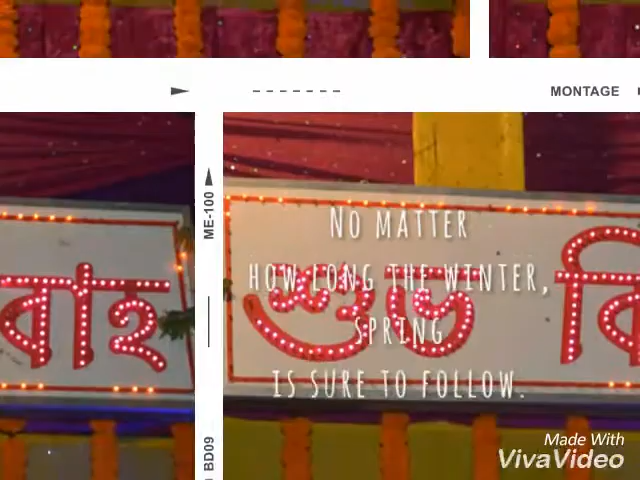 MONTAGE
ME-100
BD09
বাহ
শুভ বি
No matter
how long the winter,
spring
is sure to follow.
Made With
VivaVideo